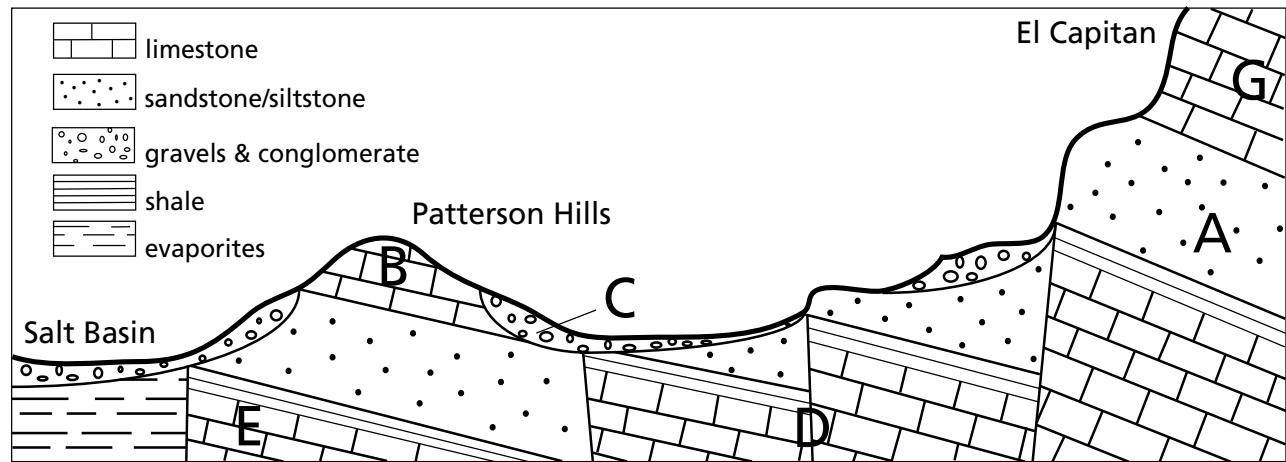 limestone
sandstone/siltstone
gravels & conglomerate
shale
evaporites
El Capitan
G
Patterson Hills
A
B
C
Salt Basin
E
D